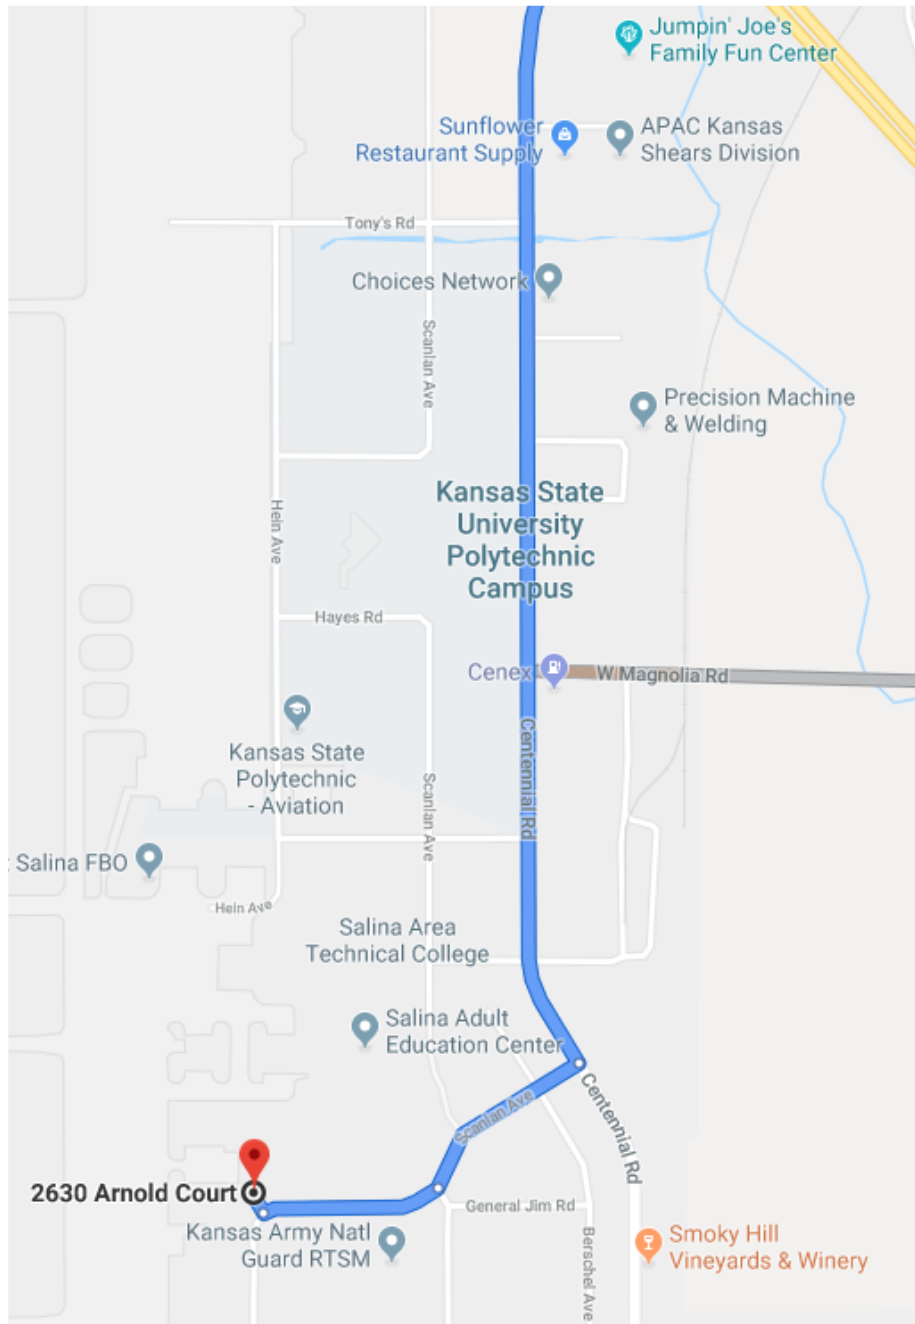 Jumpin' Joe's
Family Fun Center
Sunflower
Restaurant Supply
APAC Kansas
Shears Division
Tony's Rd
Choices Network
Scanlan Ave
Precision Machine
& Welding
Kansas State
University
Polytechnic
Campus
Hein Ave
Hayes Rd
Cenex
W Magnolia Rd
Kansas State
Polytechnic
- Aviation
Centennial Rd
Scanlan Ave
: Salina FBO
Hein Ave
Salina Area
Technical College
Salina Adult
Education Center
Scanlan Ave
Centennial Rd
2630 Arnold Court
General Jim Rd
Kansas Army Natl
Guard RTSM
Berschel Ave
Smoky Hill
Vineyards & Winery